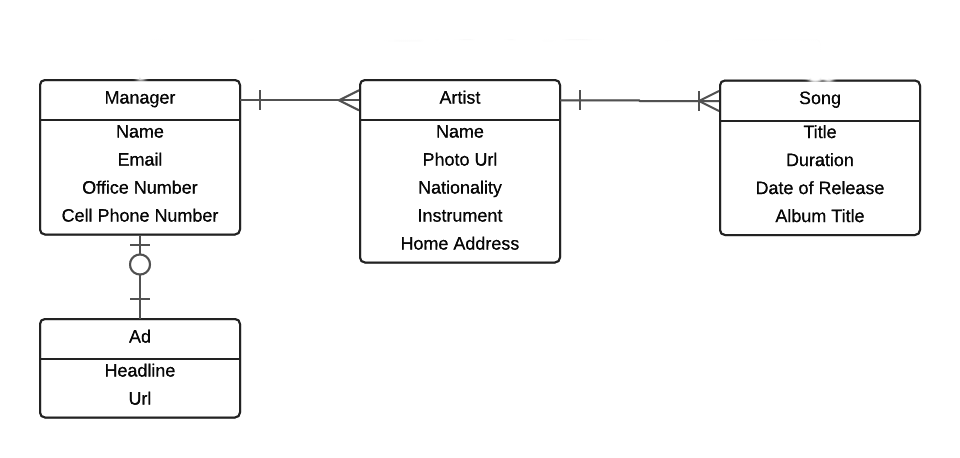 Manager
Name
Email
Office Number
Cell Phone Number
Artist
Name
Photo Url
Nationality
Instrument
Home Address
Song
Title
Duration
Date of Release
Album Title
Ad
Headline
Url